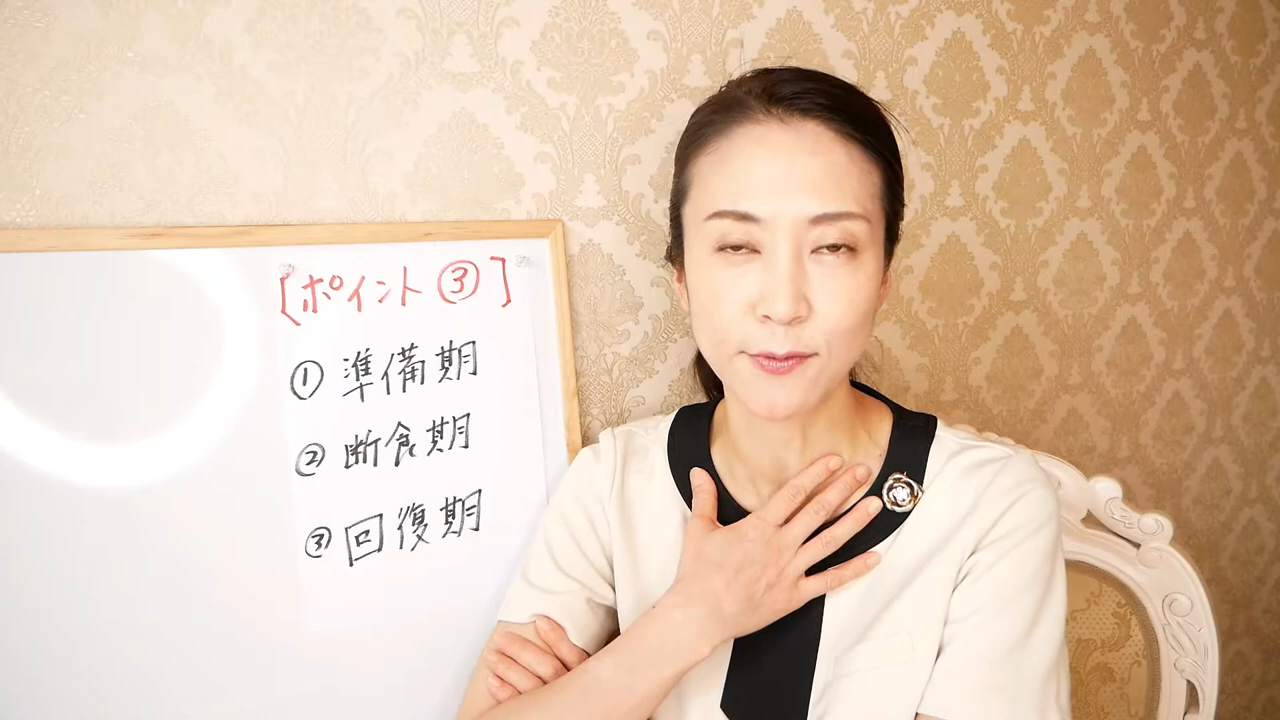 [ポイント③]
① 準備期
② 断食期
③ 回復期